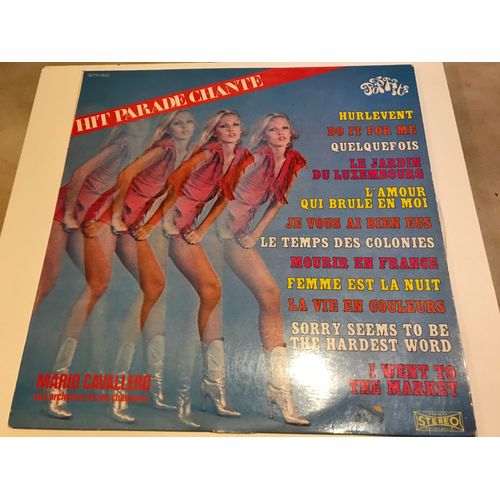 HIT PARADE CHANTE
HURLEVENT
DO IT FOR ME
QUELQUEFOIS
LE JARDIN
DU LUXEMBOURG
L'AMOUR
QUI BRULE EN MOI
JE VOUS AI BIEN EUS
LE TEMPS DES COLONIES
MOURIR EN FRANCE
FEMME EST LA NUIT
LA VIE EN COULEURS
SORRY SEEMS TO BE
THE HARDEST WORD
I WENT TO
THE MARKET
MARIO CAVALLERO
son orchestre et ses chanteurs
STEREO